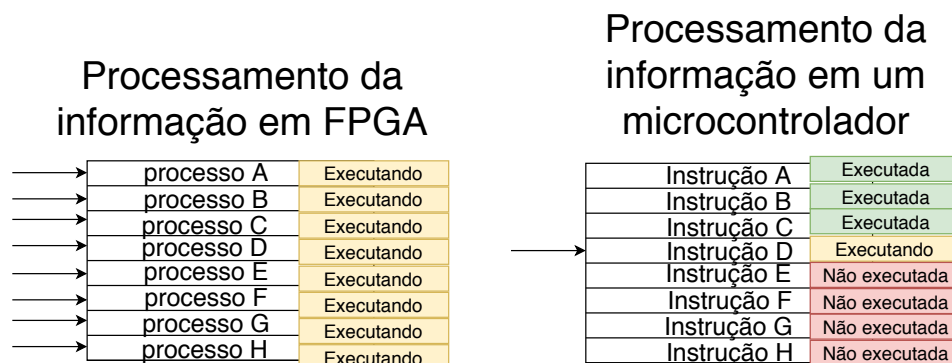 Processamento da
informação em FPGA
processo A Executando
processo B Executando
processo C Executando
processo D Executando
processo E Executando
processo F Executando
processo G Executando
processo H Executando
Processamento da
informação em um
microcontrolador
Instrução A Executada
Instrução B Executada
Instrução C Executada
Instrução D Executando
Instrução E Não executada
Instrução F Não executada
Instrução G Não executada
Instrução H Não executada